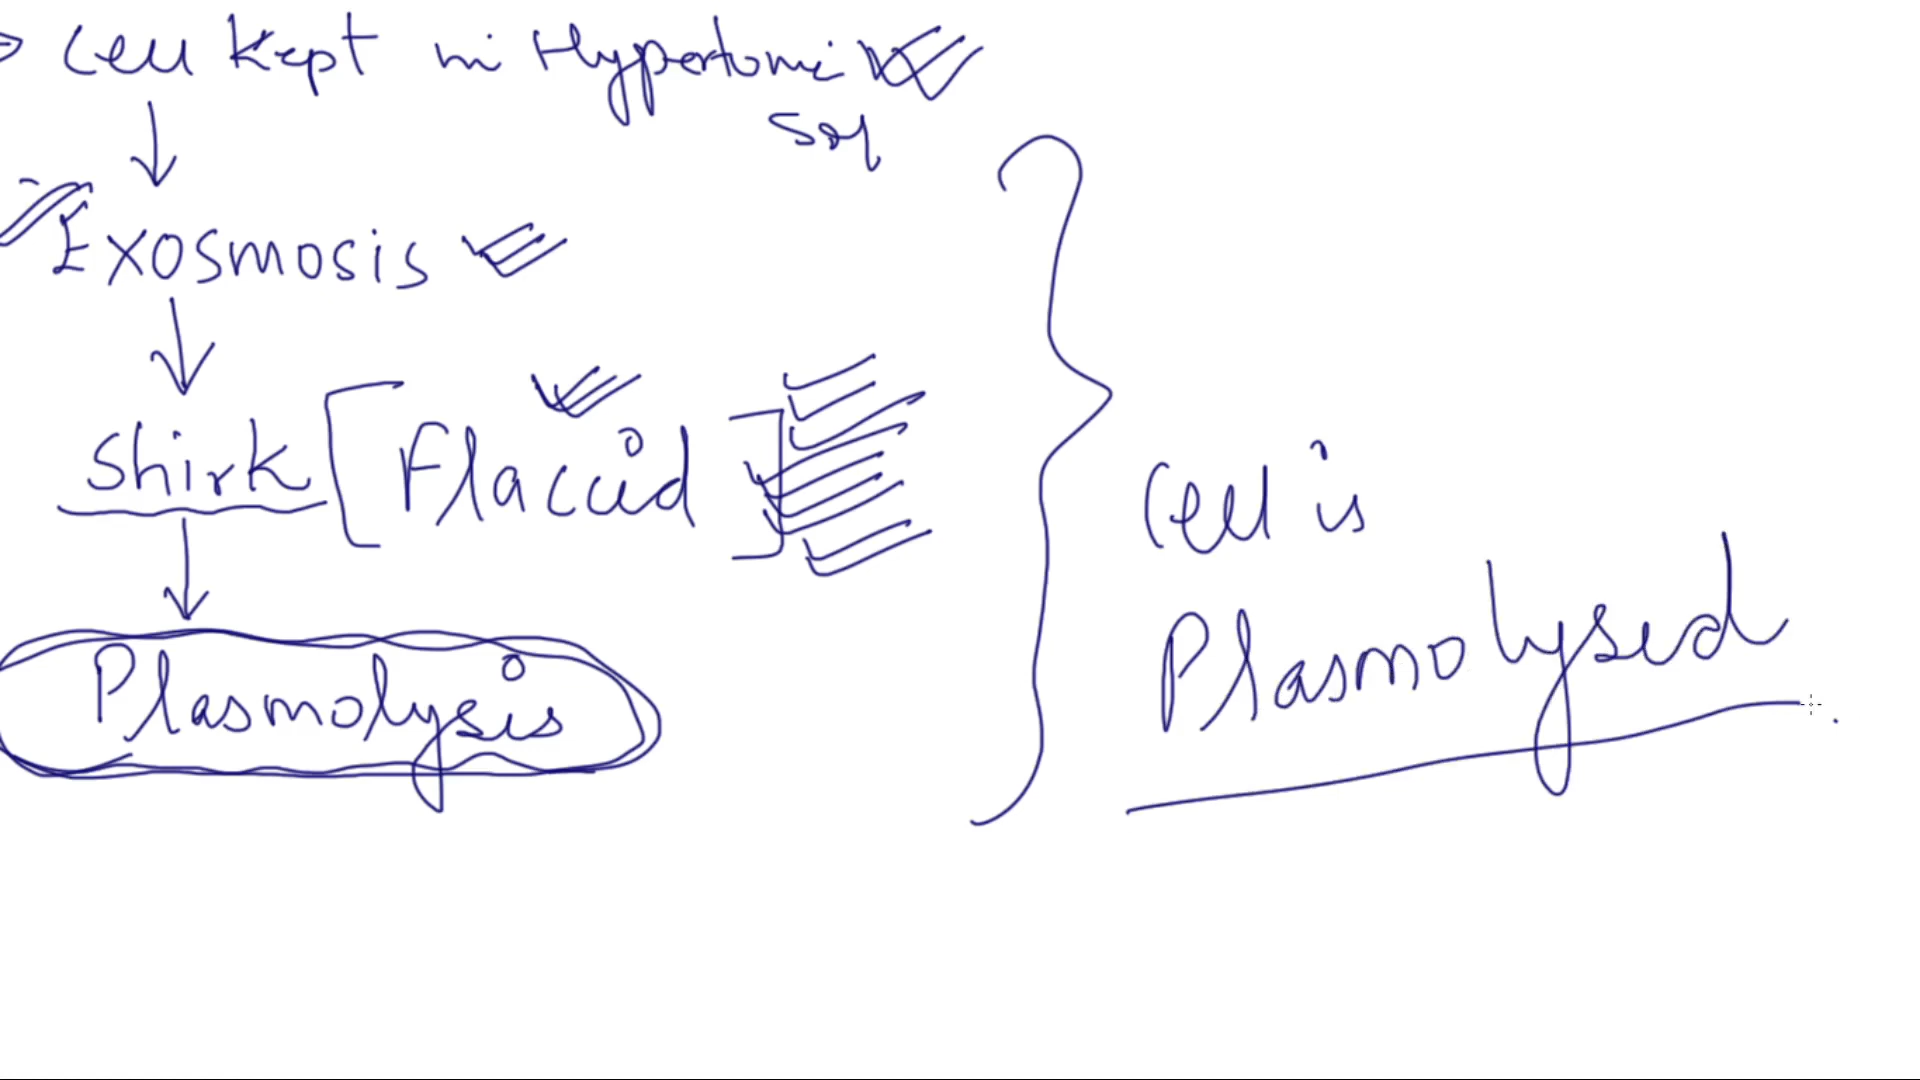 Cell kept in Hypertonic
Sol
Exosmosis
Shirk [Flaccid]
Plasmolysis
Cell is
Plasmolysed